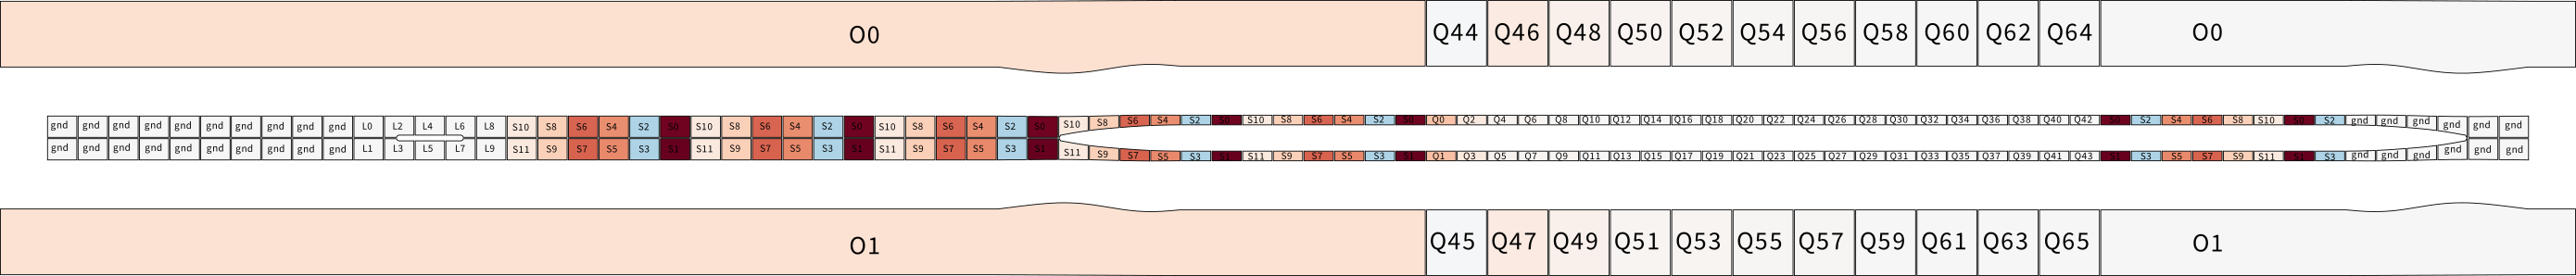 O0 Q44 Q46 Q48 Q50 Q52 Q54 Q56 Q58 Q60 Q62 Q64 O0
gnd gnd gnd gnd gnd gnd gnd gnd gnd gnd L0 L2 L4 L6 L8 S10 S8 S6 S4 S2 S0 S10 S8 S6 S4 S2 S0 S10 S8 S6 S4 S2 S0 S10 S8 S6 S4 S2 S0 S10 S8 S6 S4 S2 S0 Q0 Q2 Q4 Q6 Q8 Q10 Q12 Q14 Q16 Q18 Q20 Q22 Q24 Q26 Q28 Q30 Q32 Q34 Q36 Q38 Q40 Q42 S0 S2 S4 S6 S8 S10 S0 S2 gnd gnd gnd gnd gnd gnd
gnd gnd gnd gnd gnd gnd gnd gnd gnd gnd L1 L3 L5 L7 L9 S11 S9 S7 S5 S3 S1 S11 S9 S7 S5 S3 S1 S11 S9 S7 S5 S3 S1 S11 S9 S7 S5 S3 S1 S11 S9 S7 S5 S3 S1 Q1 Q3 Q5 Q7 Q9 Q11 Q13 Q15 Q17 Q19 Q21 Q23 Q25 Q27 Q29 Q31 Q33 Q35 Q37 Q39 Q41 Q43 S1 S3 S5 S7 S9 S11 S1 S3 gnd gnd gnd gnd gnd gnd
O1 Q45 Q47 Q49 Q51 Q53 Q55 Q57 Q59 Q61 Q63 Q65 O1